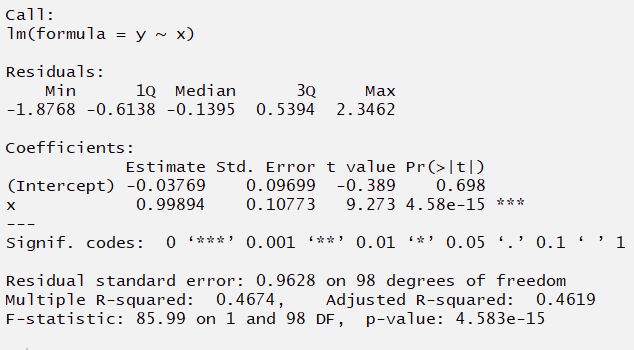 Call:
lm(formula = y ~ x)
Residuals:
Min 1Q Median 3Q Max
-1.8768 -0.6138 -0.1395 0.5394 2.3462
Coefficients:
Estimate Std. Error t value Pr(>|t|)
(Intercept) -0.03769 0.09699 -0.389 0.698
x 0.99894 0.10773 9.273 4.58e-15 ***
---
Signif. codes: 0 ‘***’ 0.001 ‘**’ 0.01 ‘*’ 0.05 ‘.’ 0.1 ‘ ’ 1
Residual standard error: 0.9628 on 98 degrees of freedom
Multiple R-squared: 0.4674, Adjusted R-squared: 0.4619
F-statistic: 85.99 on 1 and 98 DF, p-value: 4.583e-15